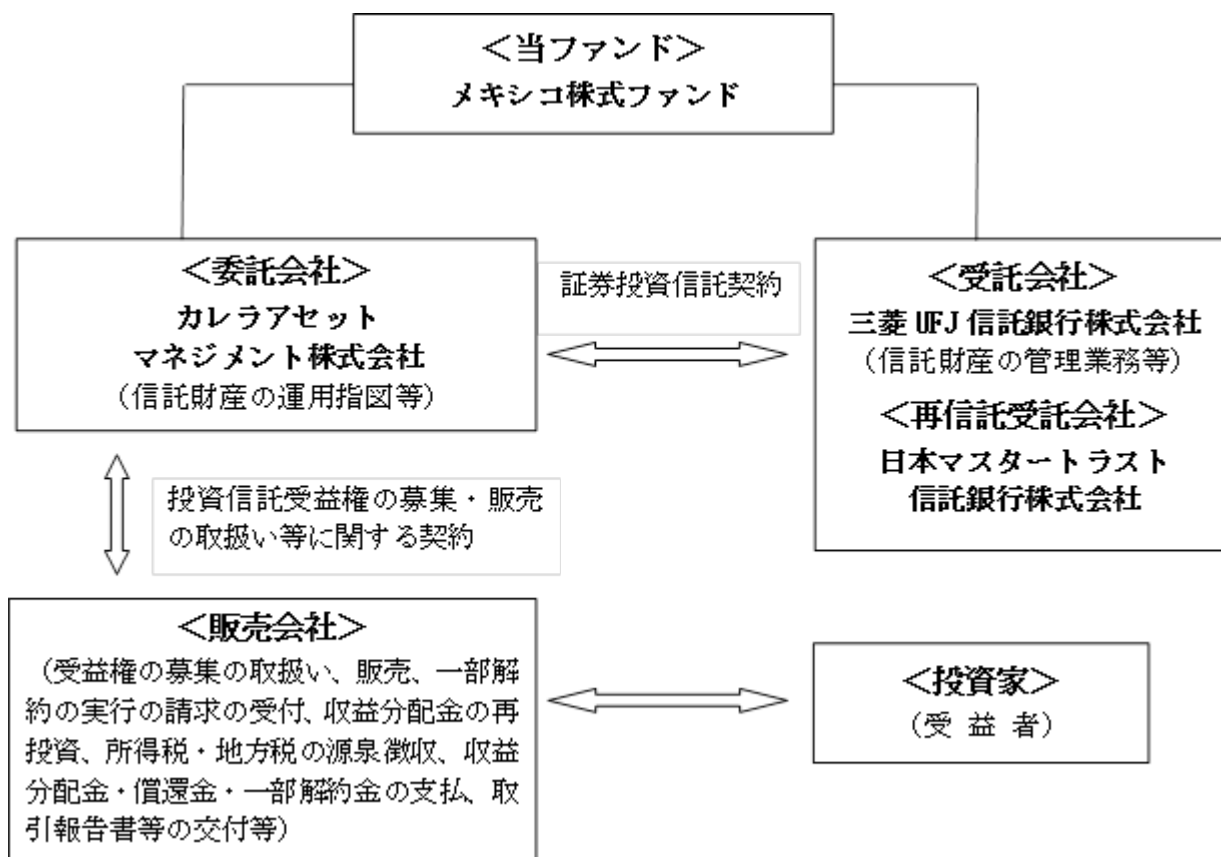 ＜当ファンド＞
メキシコ株式ファンド
＜委託会社＞
カレラアセット
マネジメント株式会社
（信託財産の運用指図等）
証券投資信託契約
＜受託会社＞
三菱 UFJ 信託銀行株式会社
（信託財産の管理業務等）
＜再信託受託会社＞
日本マスタートラスト
信託銀行株式会社
投資信託受益権の募集・販売
の取扱い等に関する契約
＜販売会社＞
（受益権の募集の取扱い、販売、一部解
約の実行の請求の受付、収益分配金の再
投資、所得税・地方税の源泉徴収、収益
分配金・償還金・一部解約金の支払、取
引報告書等の交付等）
＜投資家＞
（受 益 者）